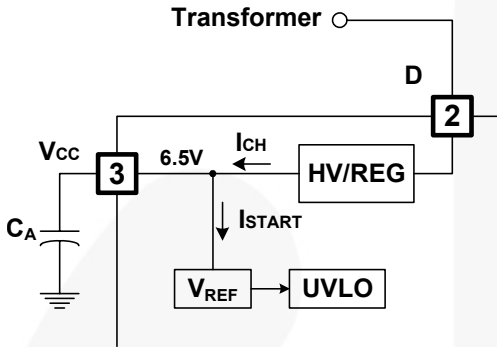 Transformer
D
2
VCC
3
6.5V
ICH
HV/REG
CA
ISTART
VREF
UVLO